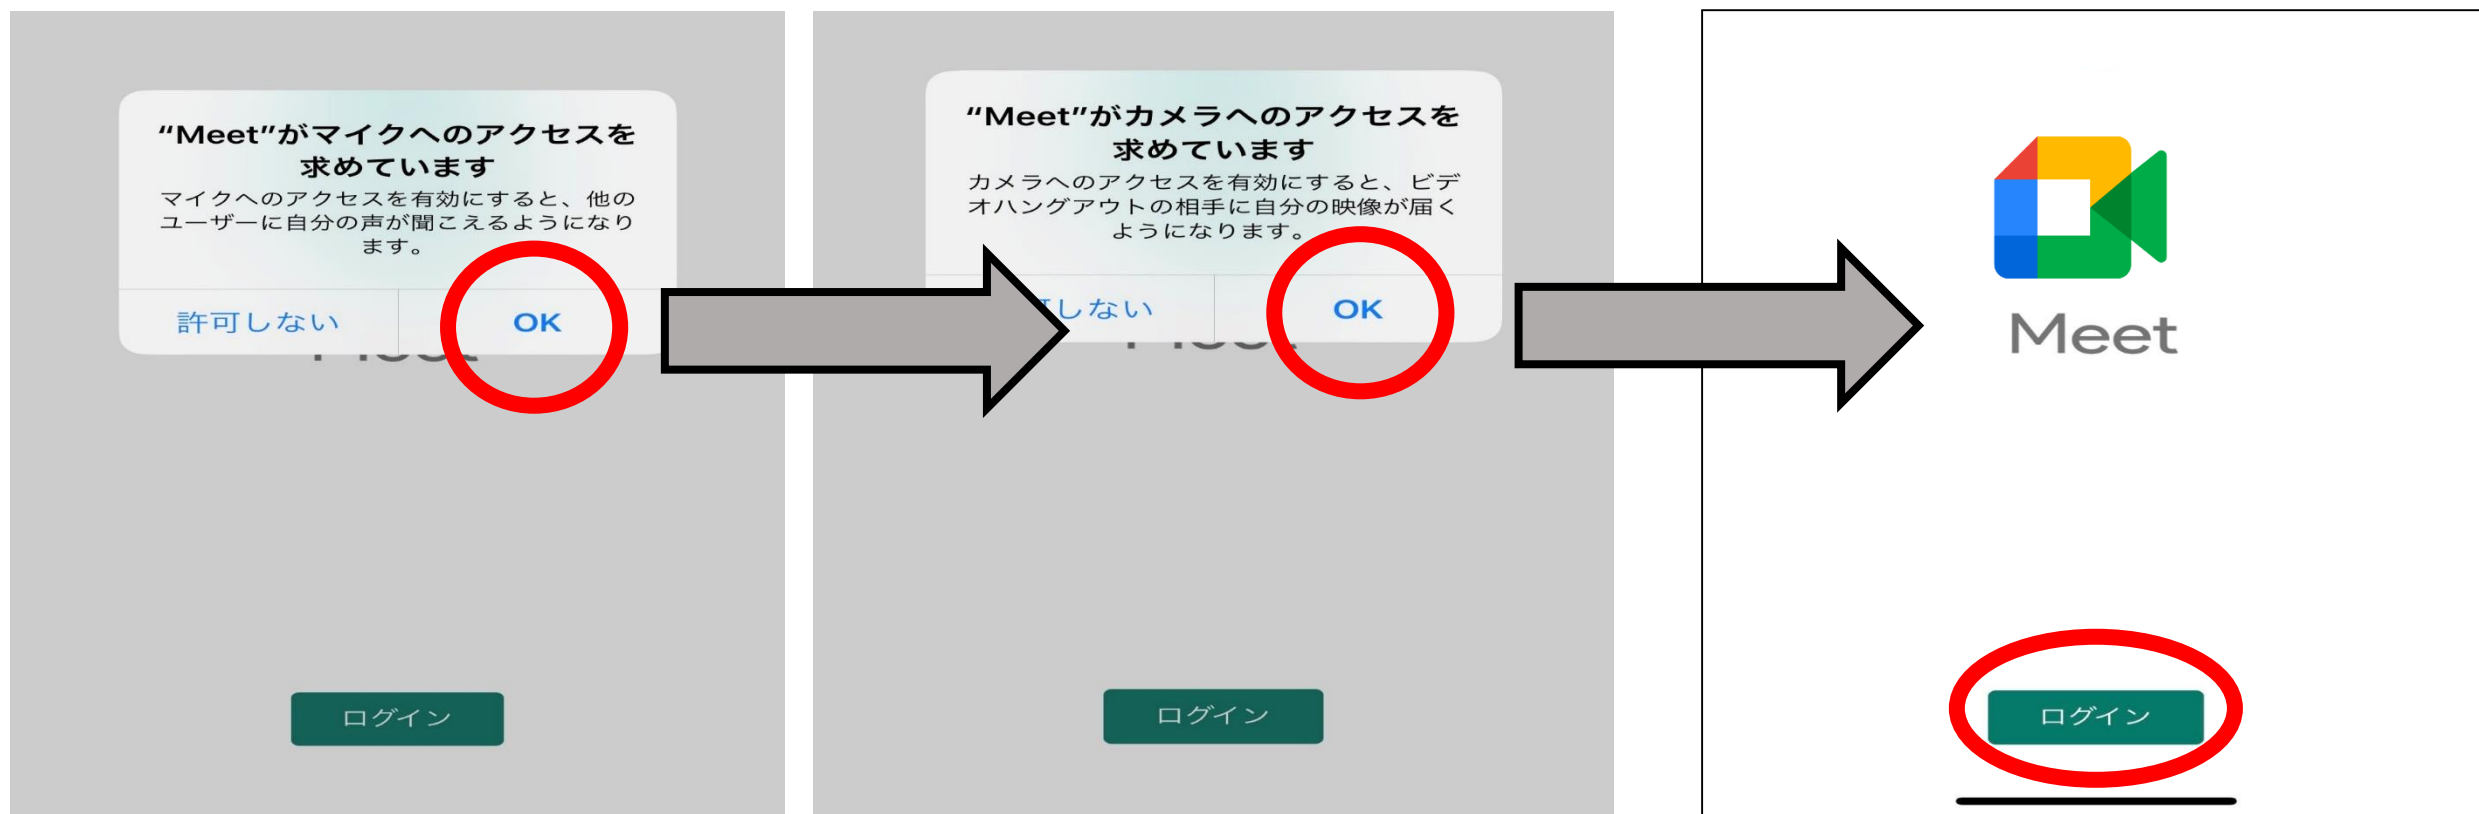 “Meet”がマイクへのアクセスを
求めています
マイクへのアクセスを有効にすると、他の
ユーザーに自分の声が聞こえるようになり
ます。
許可しない
OK
ログイン
“Meet”がカメラへのアクセスを
求めています
カメラへのアクセスを有効にすると、ビデ
オハングアウトの相手に自分の映像が届く
ようになります。
しない
OK
ログイン
Meet
ログイン